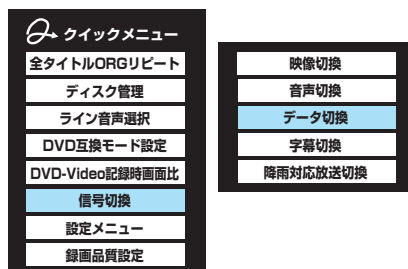 クイックメニュー
全タイトルORGリピート
ディスク管理
ライン音声選択
DVD互換モード設定
DVD-Video記録時画面比
信号切換
設定メニュー
録画品質設定
映像切換
音声切換
データ切換
字幕切換
降雨対応放送切換